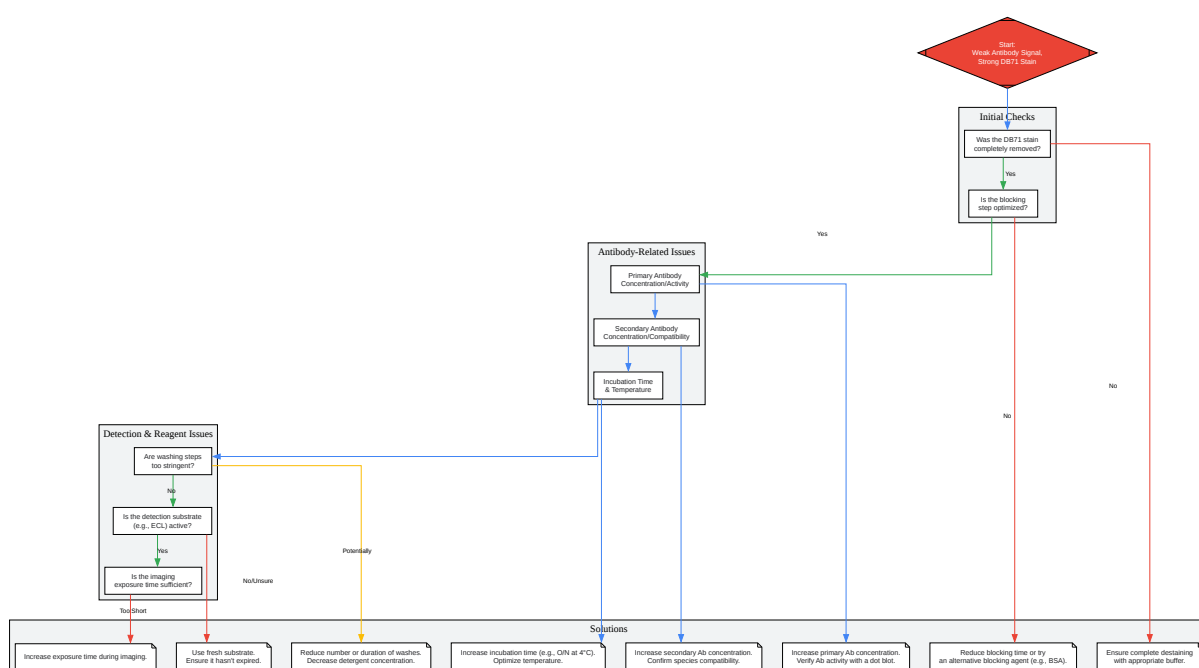 Start:
Weak Antibody Signal,
Strong DB71 Stain
Initial Checks
Was the DB71 stain
completely removed?
Yes
Is the blocking
step optimized?
Yes
Antibody-Related Issues
Primary Antibody
Concentration/Activity
Secondary Antibody
Concentration/Compatibility
Incubation Time
& Temperature
No
No
Detection & Reagent Issues
Are washing steps
too stringent?
No
Is the detection substrate
(e.g., ECL) active?
Yes
Potentially
Is the imaging
exposure time sufficient?
No/Unsure
Too Short
Solutions
Increase exposure time during imaging.
Use fresh substrate.
Ensure it hasn't expired.
Reduce number or duration of washes.
Decrease detergent concentration.
Increase incubation time (e.g., O/N at 4°C).
Optimize temperature.
Increase secondary Ab concentration.
Confirm species compatibility.
Increase primary Ab concentration.
Verify Ab activity with a dot blot.
Reduce blocking time or try
an alternative blocking agent (e.g., BSA).
Ensure complete destaining
with appropriate buffer.